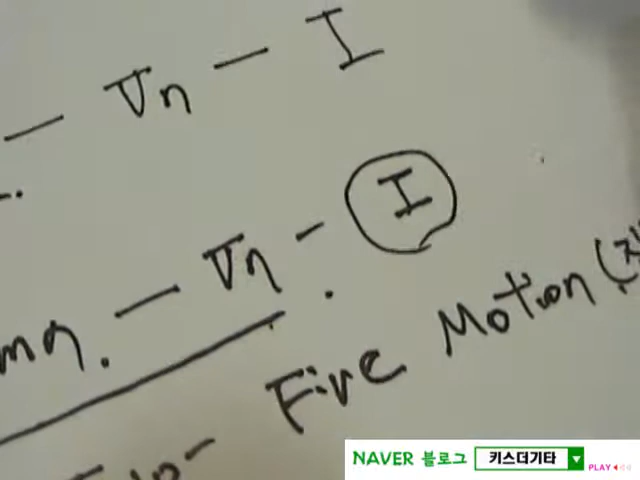 — Vn — I
mn. — Vn — I
Five Motion (
NAVER 블로그 키스더기타
PLAY